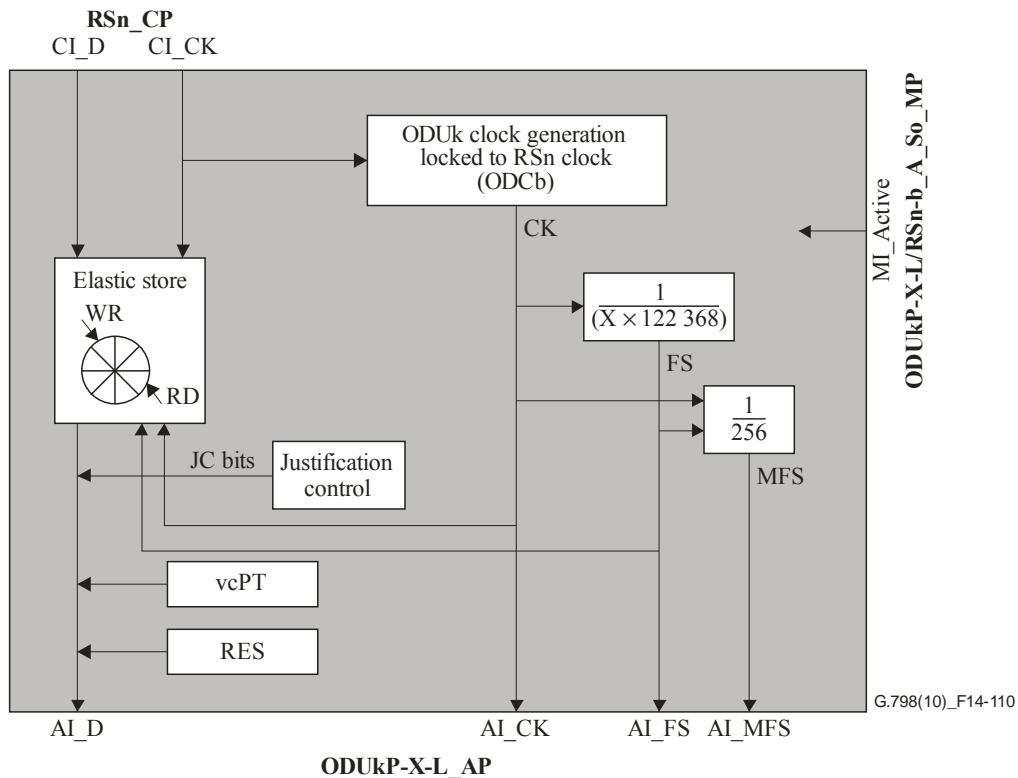 RSn_CP
CI_D CI_CK
ODUk clock generation
locked to RSn clock
(ODCb)
CK
MI_Active
ODUkP-X-L/RSn-b_A_So_MP
Elastic store
WR
RD
1
(X × 122 368)
FS
1
256
MFS
JC bits
Justification
control
vcPT
RES
G.798(10)_F14-110
AI_D AI_CK AI_FS AI_MFS
ODUkP-X-L_AP